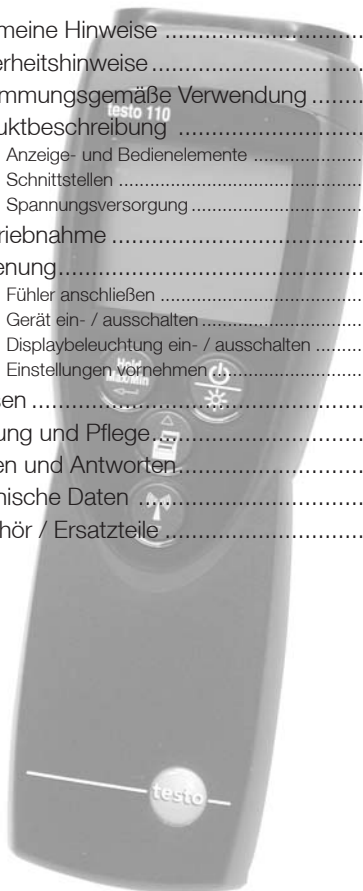 meine Hinweise ....................................
erheitshinweise....................................
mmungsgemäße Verwendung ..........
testo 110
uktbeschreibung ..................................
Anzeige- und Bedienelemente ....................
Schnittstellen ..............................................
Spannungsversorgung................................
riebnahme ............................................
enung....................................................
Fühler anschließen ......................................
Gerät ein- / ausschalten..............................
Displaybeleuchtung ein- / ausschalten ........
Einstellungen vornehmen............................
Hold
Max/Min
sen ........................................................
ung und Pflege......................................
en und Antworten..................................
nische Daten ........................................
hör / Ersatzteile ....................................
testo